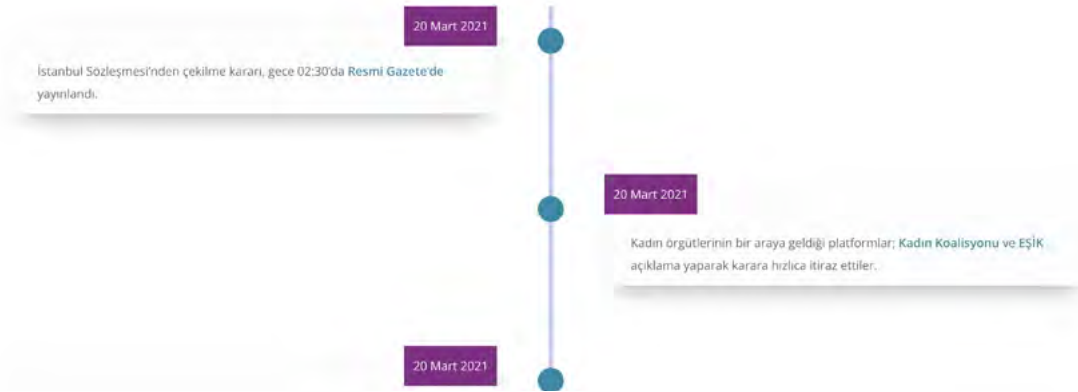 20 Mart 2021
İstanbul Sözleşmesi'nden çekilme kararı, gece 02:30'da Resmi Gazete'de
yayınlandı.
20 Mart 2021
Kadın örgütlerinin bir araya geldiği platformlar; Kadın Koalisyonu ve EŞİK
açıklama yaparak karara hızlıca itiraz ettiler.
20 Mart 2021